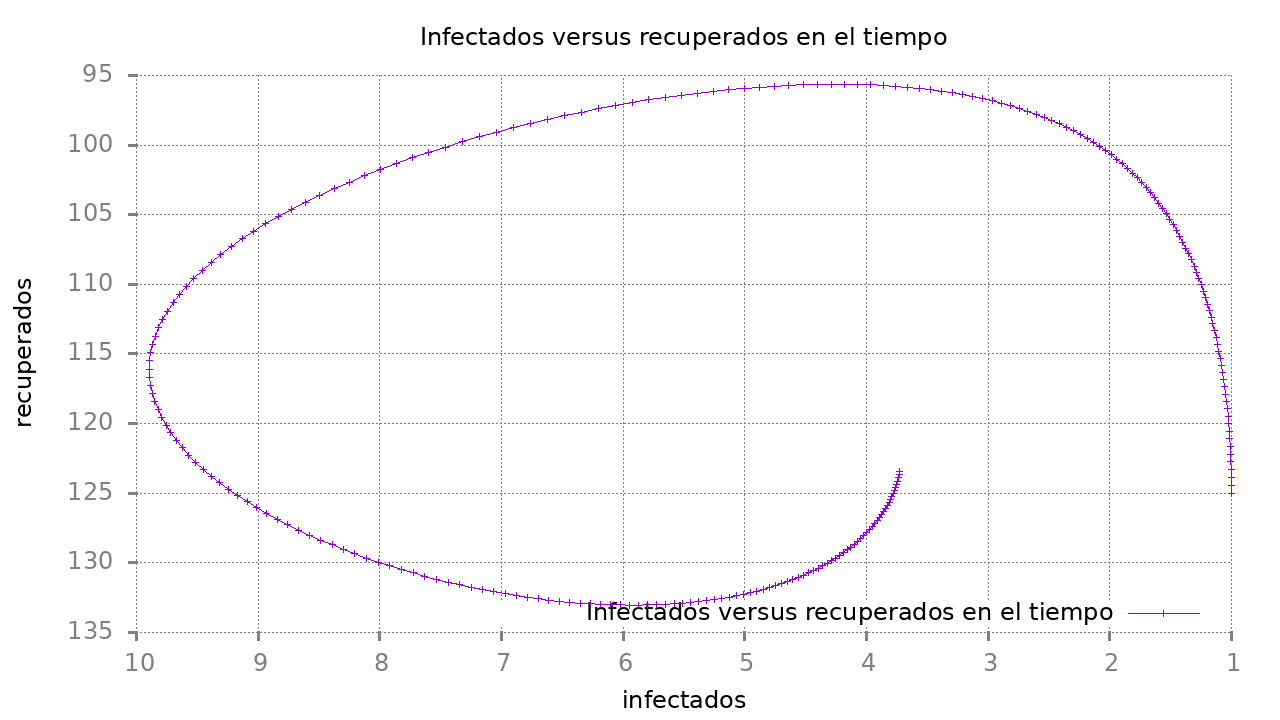 Infectados versus recuperados en el tiempo
95
100
105
110
115
120
125
130
135
recuperados
Infectados versus recuperados en el tiempo
10 9 8 7 6 5 4 3 2 1
infectados